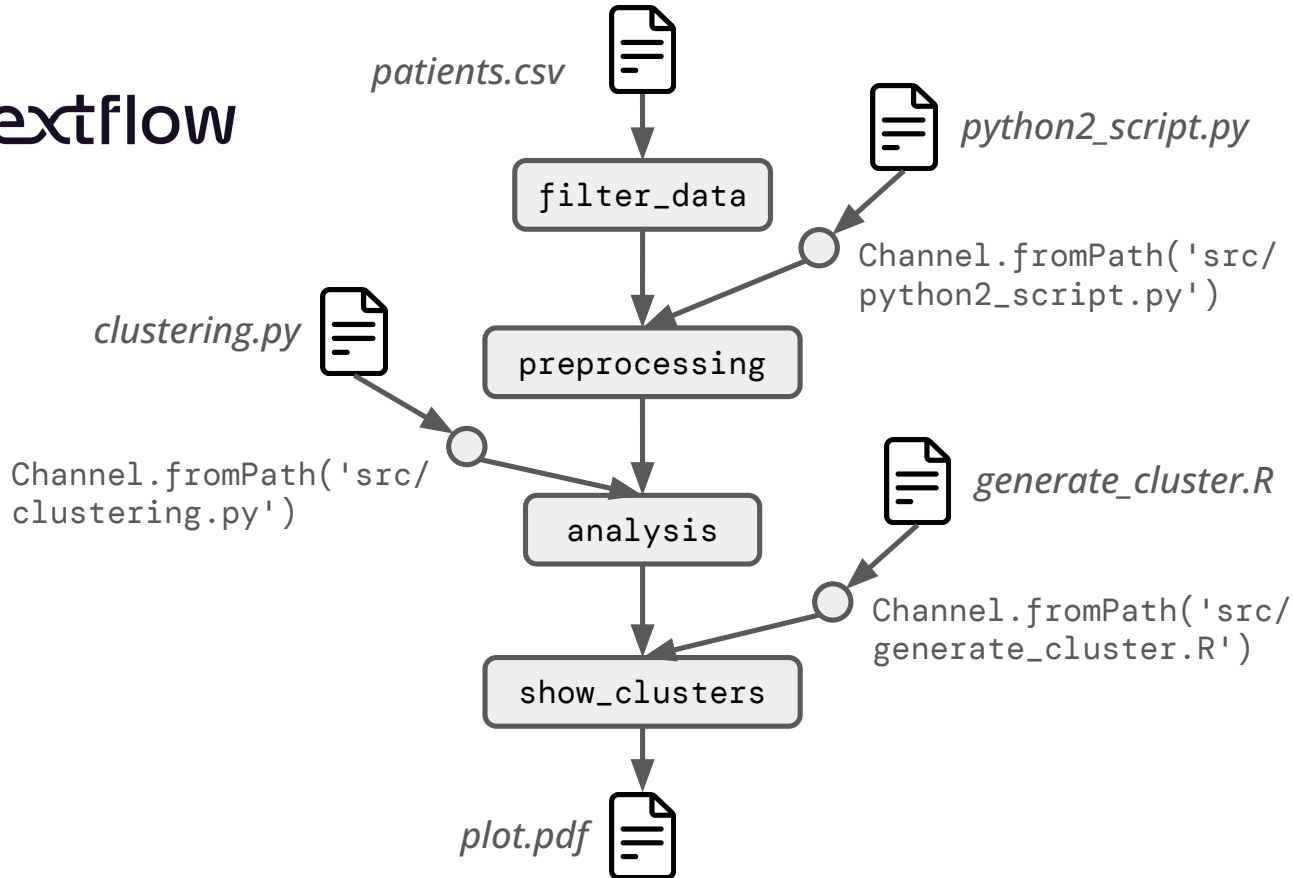 patients.csv
extflow
python2_script.py
filter_data
Channel.fromPath('src/
python2_script.py')
clustering.py
preprocessing
Channel.fromPath('src/
clustering.py')
generate_cluster.R
analysis
Channel.fromPath('src/
generate_cluster.R')
show_clusters
plot.pdf